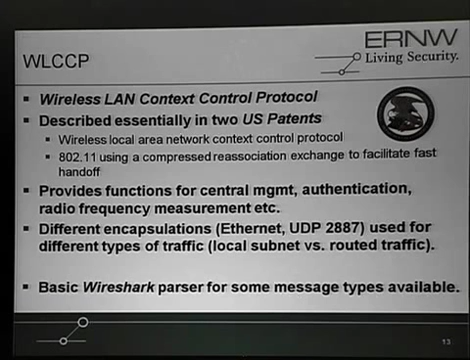 ERNW
WLCCP
Living Security.
Wireless LAN Context Control Protocol
Described essentially in two US Patents
Wireless local area network context control protocol
802.11 using a compressed reassociation exchange to facilitate fast
handoff
Provides functions for central mgmt, authentication,
radio frequency measurement etc.
Different encapsulations (Ethernet, UDP 2887) used for
different types of traffic (local subnet vs. routed traffic).
Basic Wireshark parser for some message types available.
13